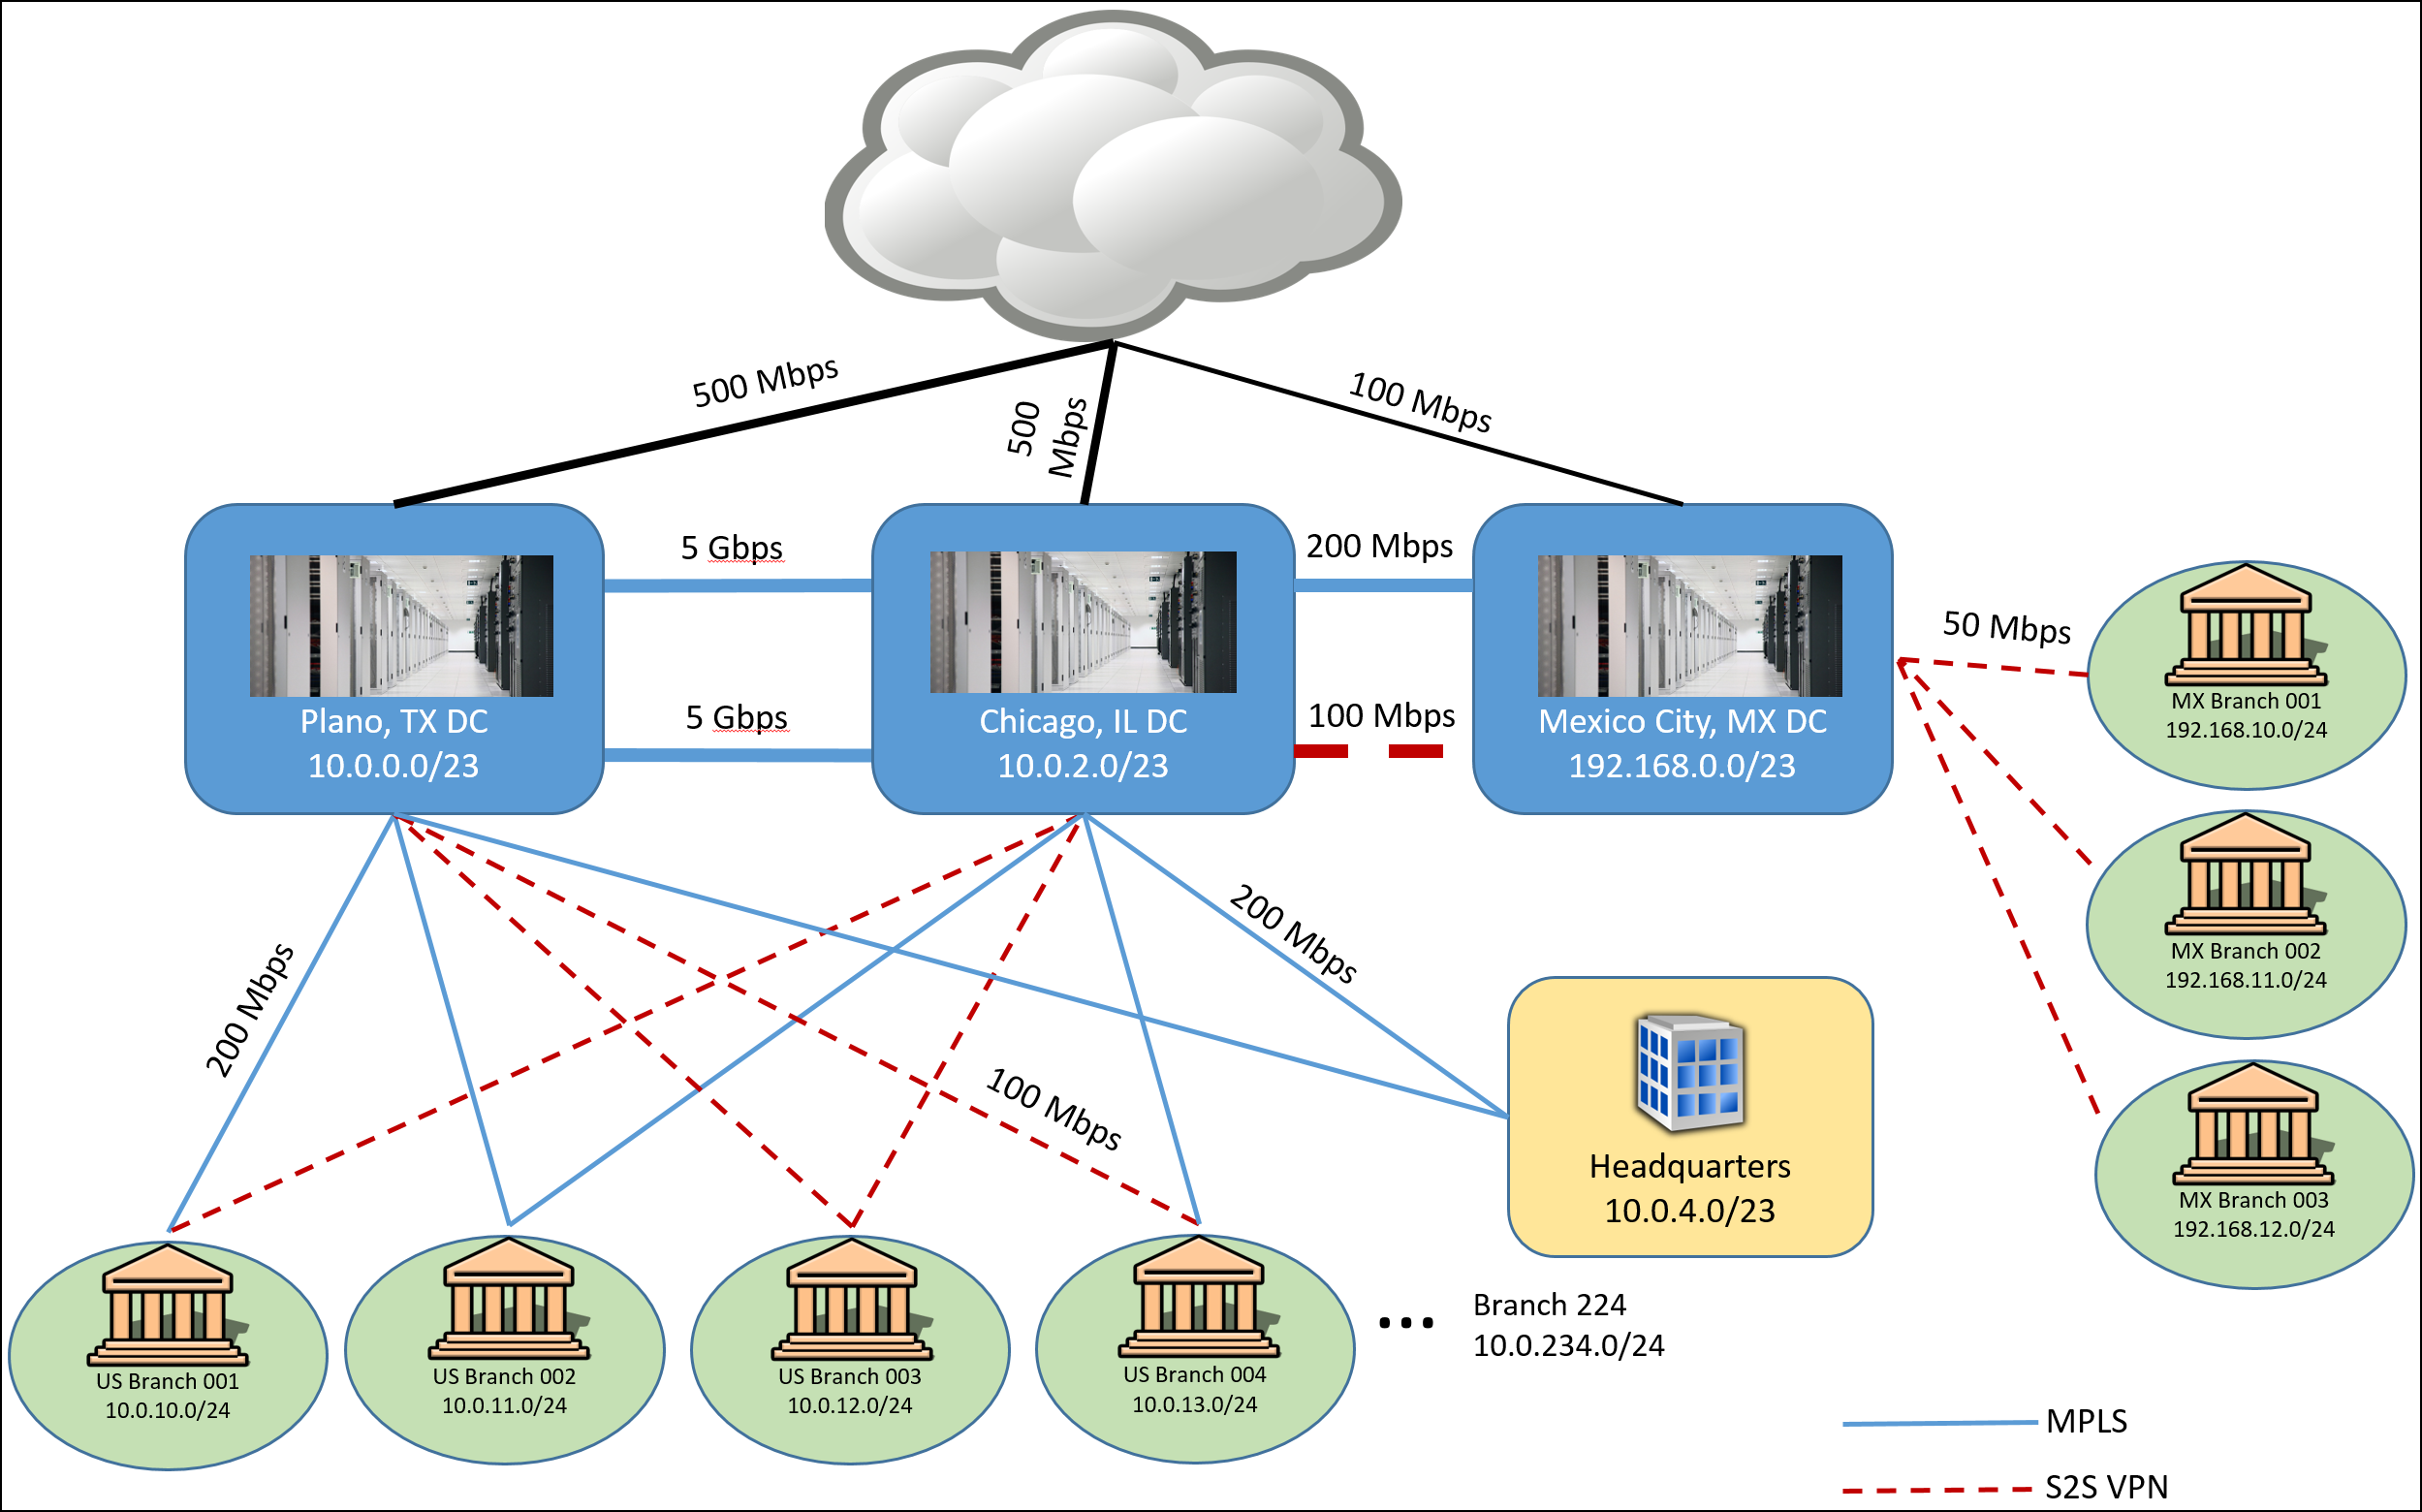 500 Mbps
500
Mbps
100 Mbps
5 Gbps
200 Mbps
5 Gbps
100 Mbps
Plano, TX DC
10.0.0.0/23
Chicago, IL DC
10.0.2.0/23
Mexico City, MX DC
192.168.0.0/23
50 Mbps
MX Branch 001
192.168.10.0/24
MX Branch 002
192.168.11.0/24
MX Branch 003
192.168.12.0/24
200 Mbps
200 Mbps
100 Mbps
Headquarters
10.0.4.0/23
US Branch 001
10.0.10.0/24
US Branch 002
10.0.11.0/24
US Branch 003
10.0.12.0/24
US Branch 004
10.0.13.0/24
...
Branch 224
10.0.234.0/24
MPLS
S2S VPN